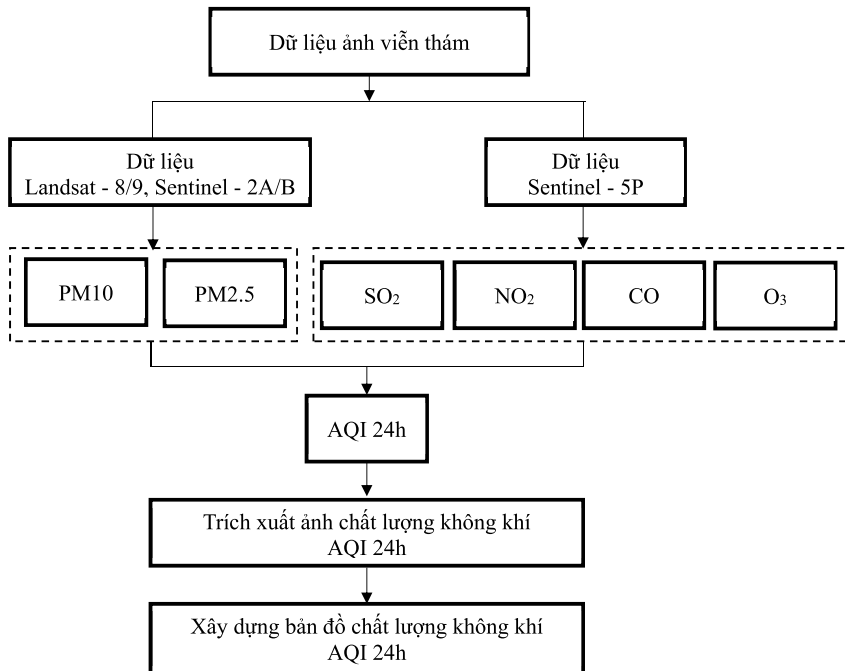 Dữ liệu ảnh viễn thám
Dữ liệu
Landsat - 8/9, Sentinel - 2A/B
Dữ liệu
Sentinel - 5P
PM10
PM2.5
SO₂
NO₂
CO
O₃
AQI 24h
Trích xuất ảnh chất lượng không khí
AQI 24h
Xây dựng bản đồ chất lượng không khí
AQI 24h